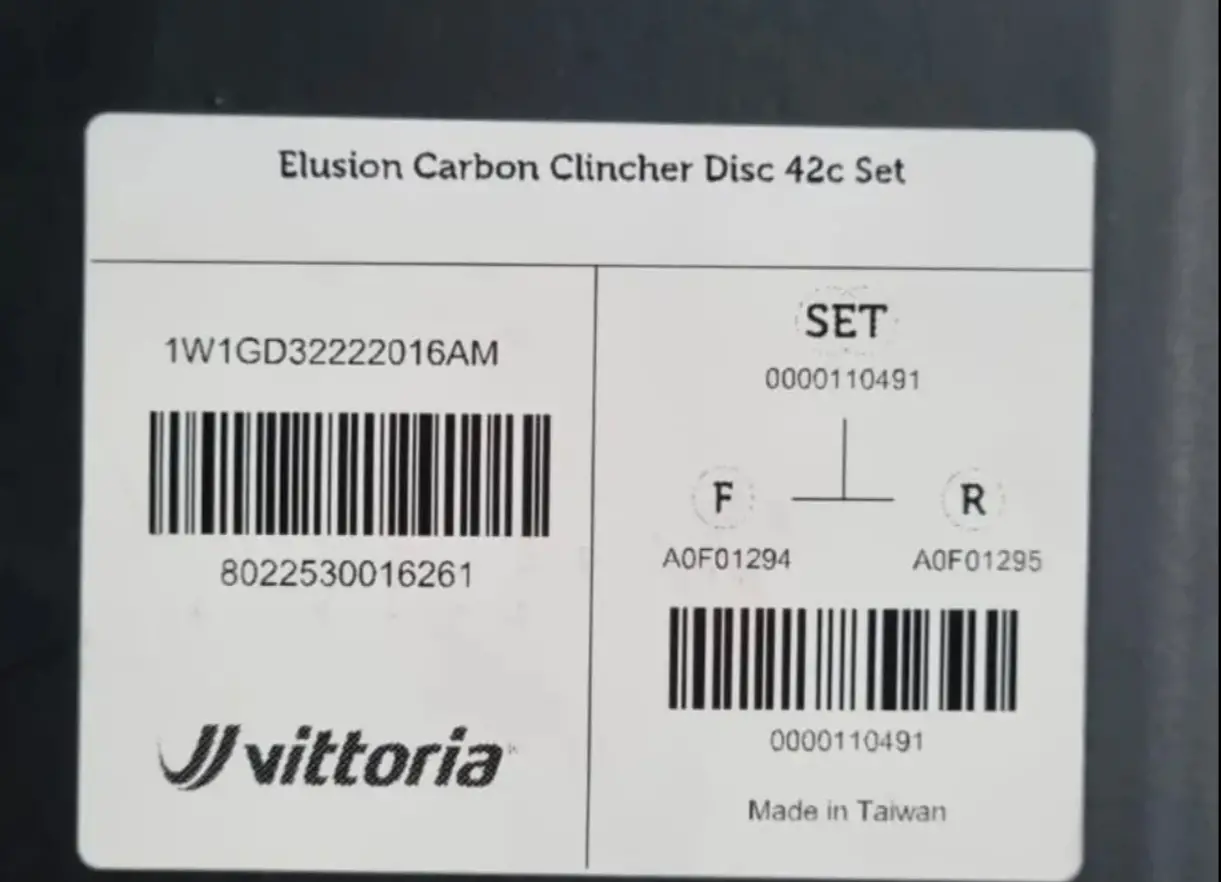 Elusion Carbon Clincher Disc 42c Set
1W1GD32222016AM
8022530016261
vittoria
SET
0000110491
F
R
A0F01294
A0F01295
0000110491
Made in Taiwan